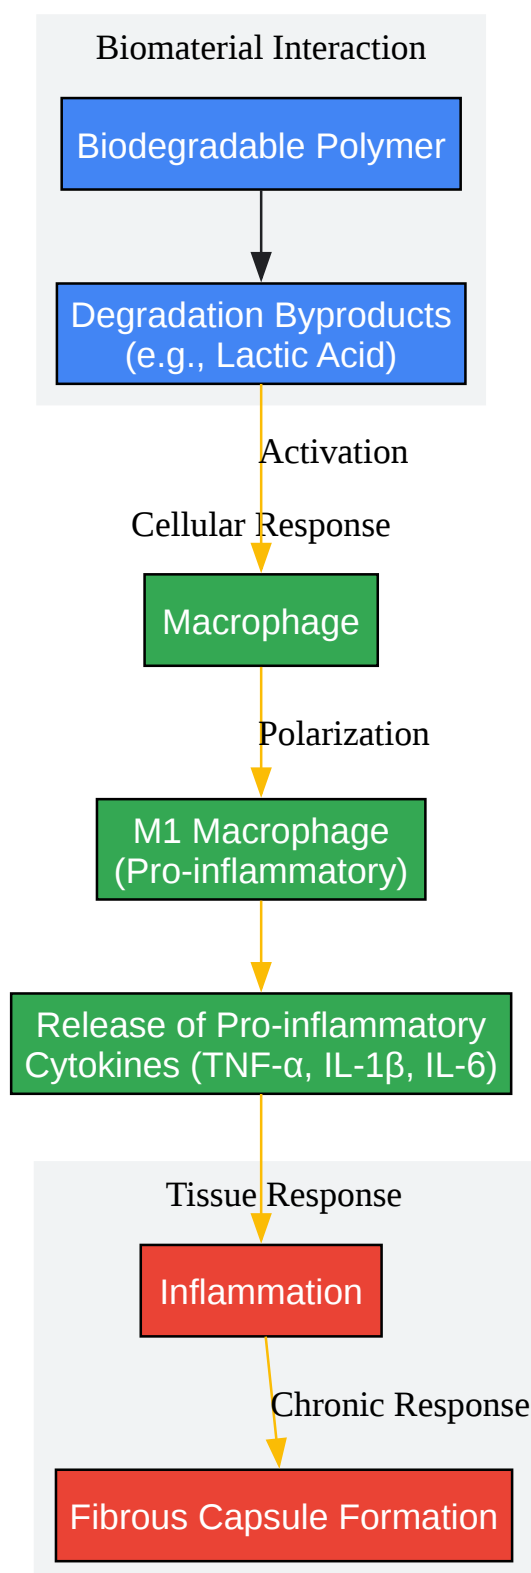 Biomaterial Interaction
Biodegradable Polymer
Degradation Byproducts
(e.g., Lactic Acid)
Activation
Cellular Response
Macrophage
Polarization
M1 Macrophage
(Pro-inflammatory)
Release of Pro-inflammatory
Cytokines (TNF-α, IL-1β, IL-6)
Tissue Response
Inflammation
Chronic Response
Fibrous Capsule Formation